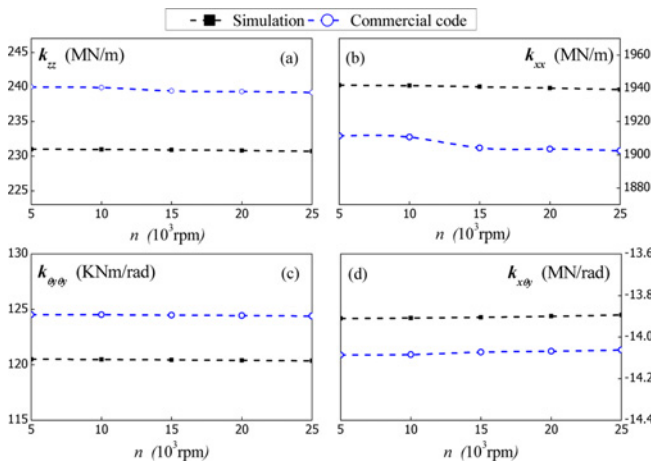 Simulation Commercial code
k_zz (MN/m) (a)
245
240
235
230
225
5 10 15 20 25
n (10³rpm)
(b) k_xx (MN/m)
1960
1940
1920
1900
1880
5 10 15 20 25
n (10³rpm)
k_θyθy (KNm/rad) (c)
130
125
120
115
5 10 15 20 25
n (10³rpm)
(d) k_xθy (MN/rad)
-13.6
-13.8
-14.0
-14.2
-14.4
5 10 15 20 25
n (10³rpm)